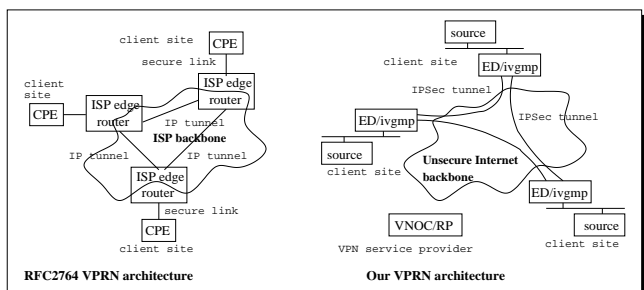 client site
CPE
secure link
client
site
ISP edge
router
ISP edge
router
CPE
IP tunnel
ISP backbone
IP tunnel
IP tunnel
ISP edge
router
secure link
CPE
client site
RFC2764 VPRN architecture
source
client site
ED/ivgmp
IPSec tunnel
ED/ivgmp
IPSec tunnel
source
client site
Unsecure Internet
backbone
ED/ivgmp
VNOC/RP
VPN service provider
source
client site
Our VPRN architecture